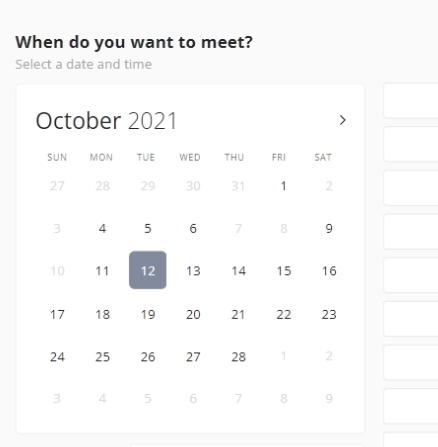 When do you want to meet?
Select a date and time
October 2021 >
SUN MON TUE WED THU FRI SAT
27 28 29 30 31 1 2
3 4 5 6 7 8 9
10 11 12 13 14 15 16
17 18 19 20 21 22 23
24 25 26 27 28 1 2
3 4 5 6 7 8 9